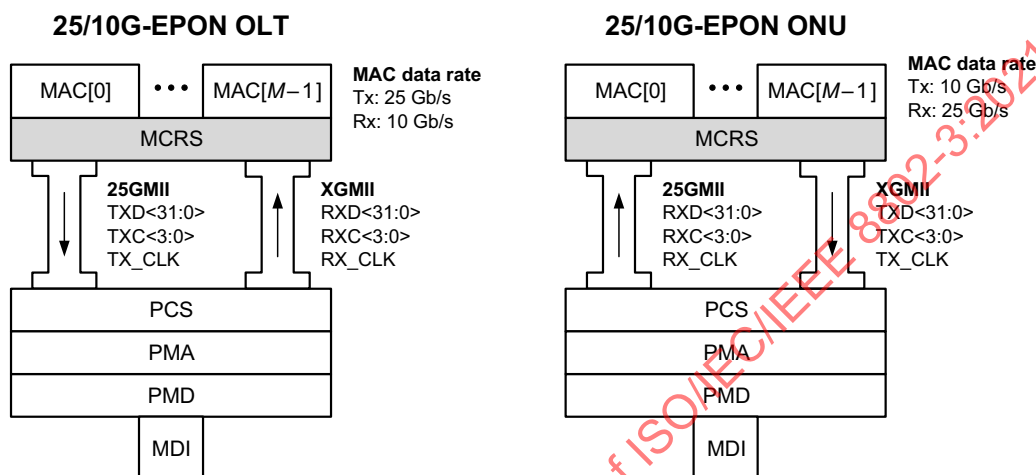 25/10G-EPON OLT
MAC[0]
•••
MAC[M−1]
MAC data rate
Tx: 25 Gb/s
Rx: 10 Gb/s
MCRS
25GMII
TXD<31:0>
TXC<3:0>
TX_CLK
XGMII
RXD<31:0>
RXC<3:0>
RX_CLK
PCS
PMA
PMD
MDI
25/10G-EPON ONU
MAC[0]
•••
MAC[M−1]
MAC data rate
Tx: 10 Gb/s
Rx: 25 Gb/s
MCRS
25GMII
RXD<31:0>
RXC<3:0>
RX_CLK
XGMII
TXD<31:0>
TXC<3:0>
TX_CLK
PCS
PMA
PMD
MDI
of ISO/IEC/IEEE 8802-3:2021